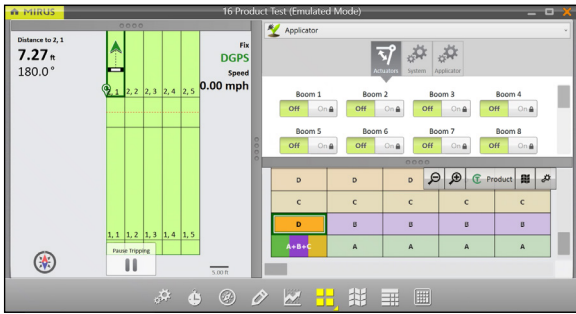 MIRUS
16 Product Test (Emulated Mode)
Distance to 2, 1
7.27 ft
180.0°
Fix
DGPS
Speed
0.00 mph
2, 1 2, 2 2, 3 2, 4 2, 5
1, 1 1, 2 1, 3 1, 4 1, 5
Pause Tripping
5.00 ft
Applicator
Actuators System Applicator
Boom 1 Boom 2 Boom 3 Boom 4
Off On Off On Off On Off On
Boom 5 Boom 6 Boom 7 Boom 8
Off On Off On Off On Off On
Product
D D D
C C C C C
D B B B B
A+B+C A A A A